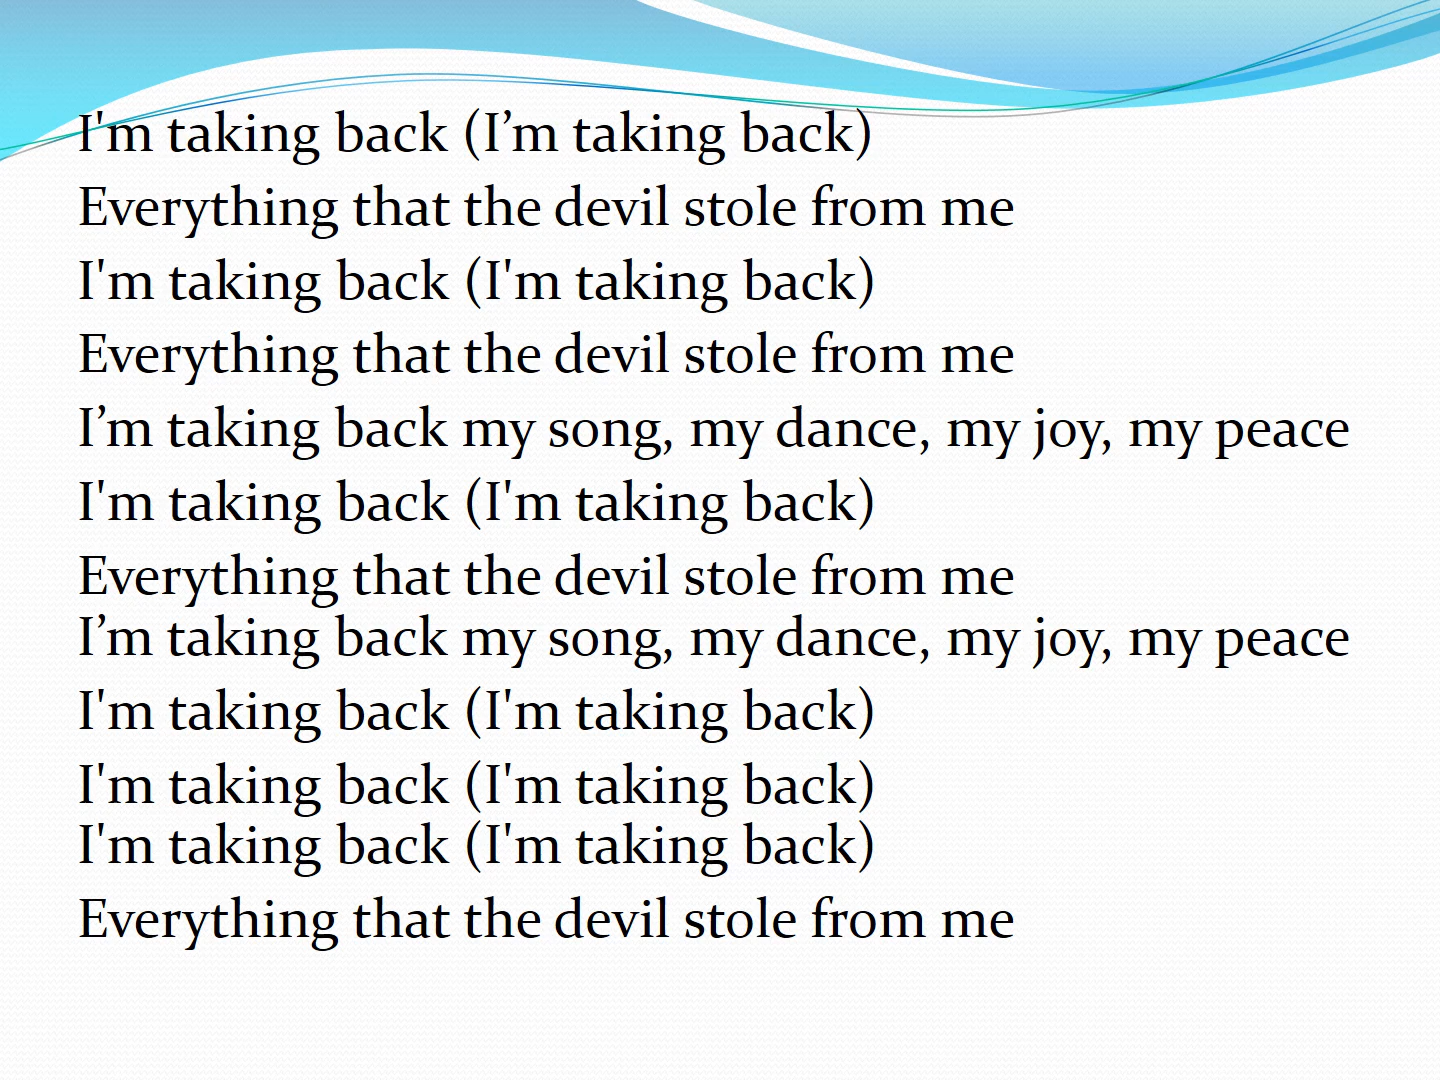 I'm taking back (I’m taking back)
Everything that the devil stole from me
I'm taking back (I'm taking back)
Everything that the devil stole from me
I’m taking back my song, my dance, my joy, my peace
I'm taking back (I'm taking back)
Everything that the devil stole from me
I’m taking back my song, my dance, my joy, my peace
I'm taking back (I'm taking back)
I'm taking back (I'm taking back)
I'm taking back (I'm taking back)
Everything that the devil stole from me